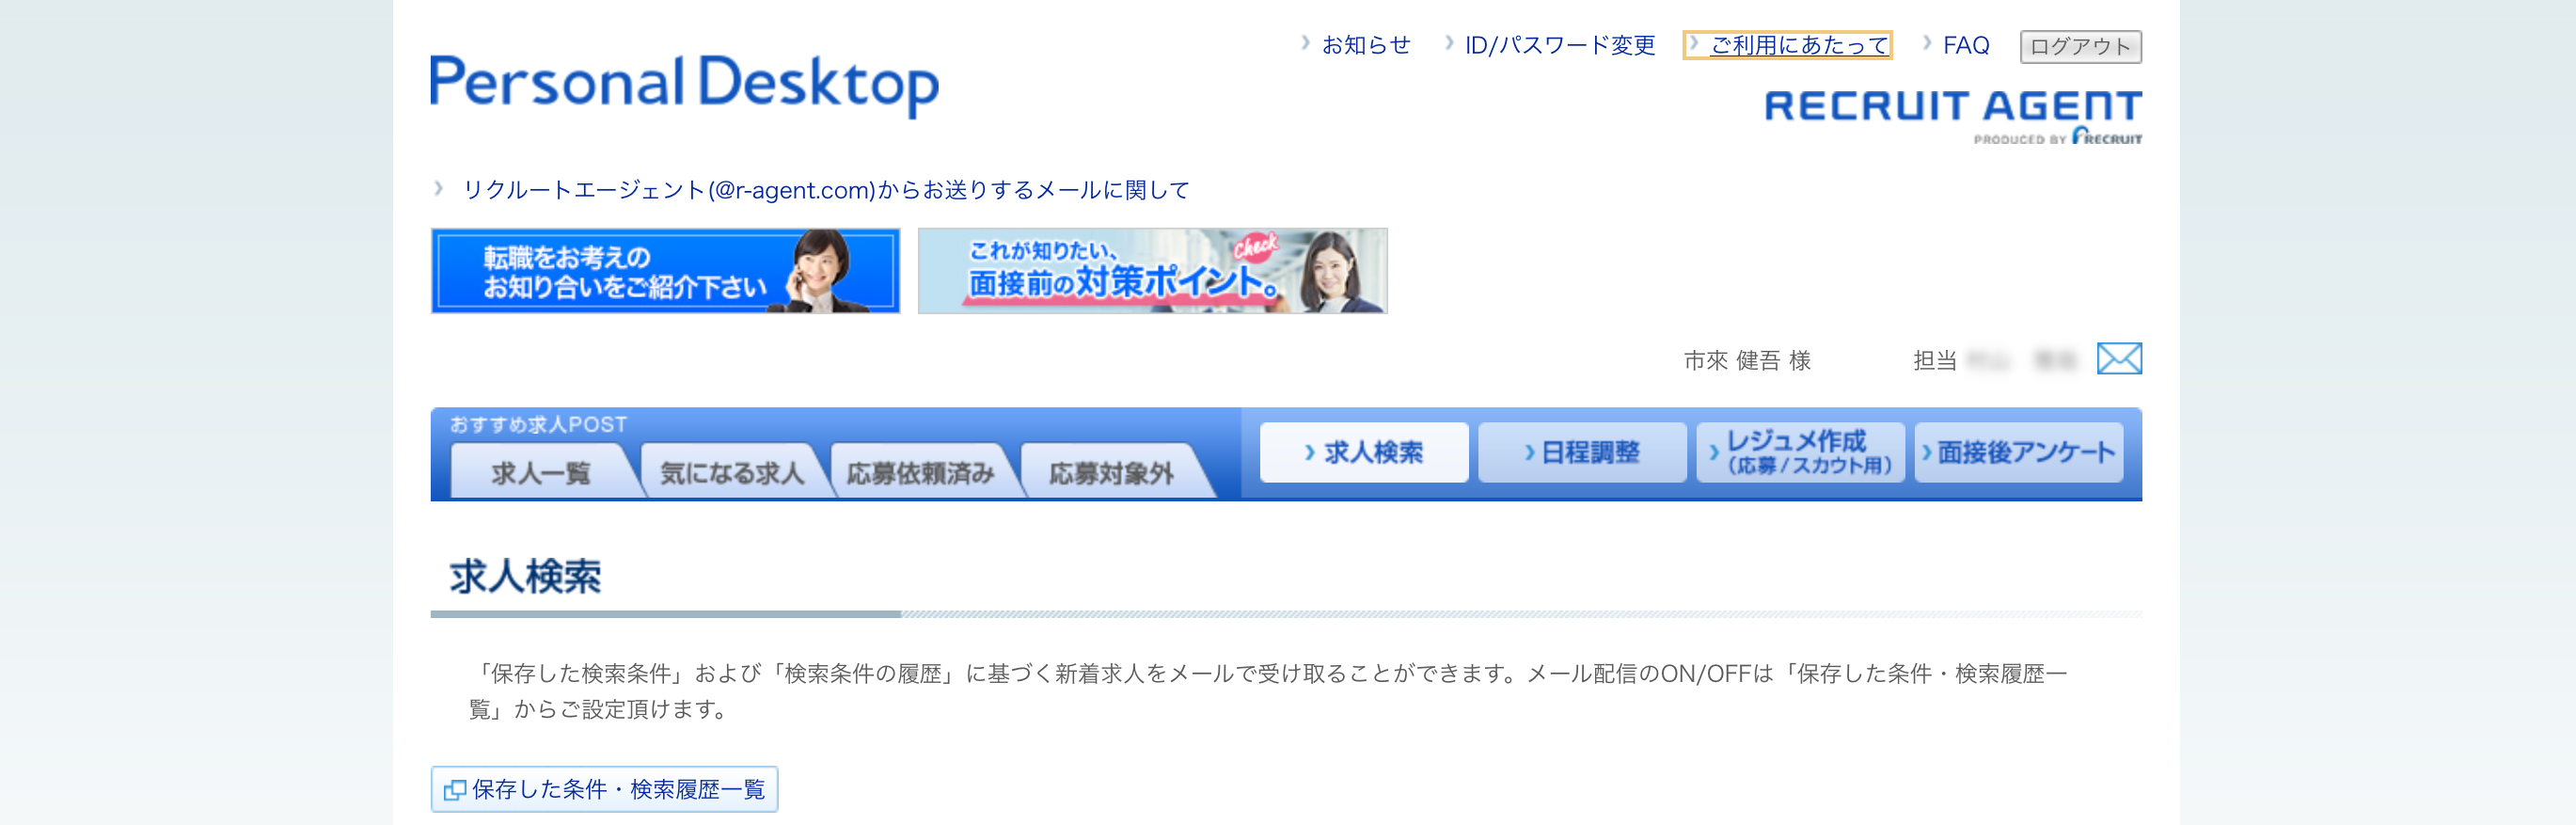 お知らせ ID/パスワード変更 ご利用にあたって FAQ ログアウト
Personal Desktop
RECRUIT AGENT
PRODUCED BY RECRUIT
リクルートエージェント(@r-agent.com)からお送りするメールに関して
転職をお考えの
お知り合いをご紹介下さい
これが知りたい、
面接前の対策ポイント。
Check
市來 健吾 様 担当
おすすめ求人POST
求人一覧 気になる求人 応募依頼済み 応募対象外
求人検索 日程調整 レジュメ作成
(応募/スカウト用) 面接後アンケート
求人検索
「保存した検索条件」および「検索条件の履歴」に基づく新着求人をメールで受け取ることができます。メール配信のON/OFFは「保存した条件・検索履歴一
覧」からご設定頂けます。
保存した条件・検索履歴一覧